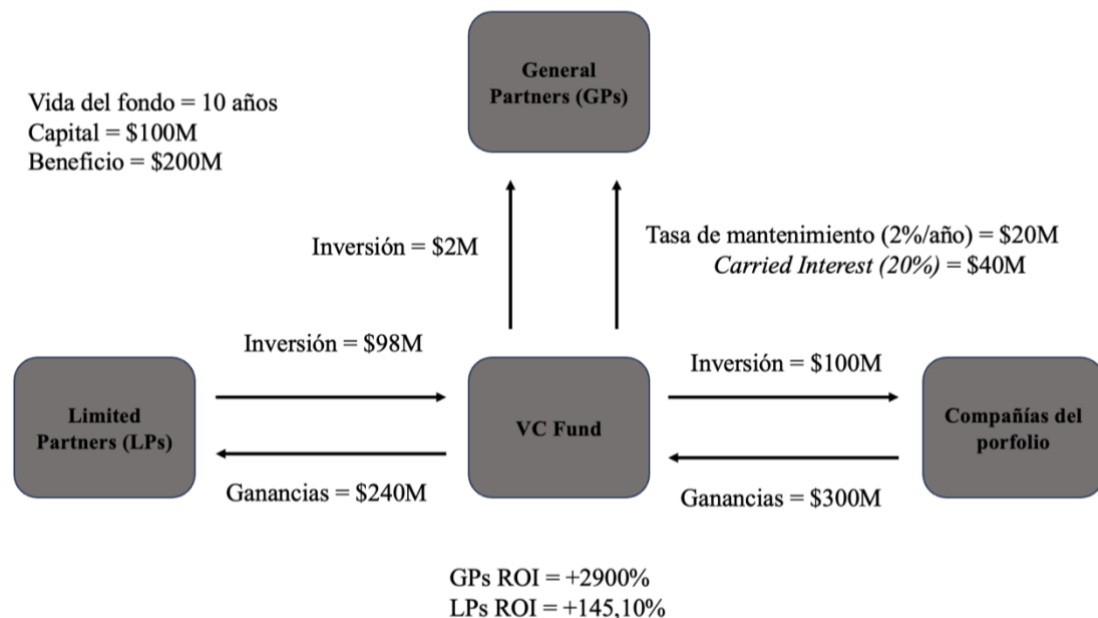 General
Partners (GPs)
Vida del fondo = 10 años
Capital = $100M
Beneficio = $200M
Inversión = $2M
Tasa de mantenimiento (2%/año) = $20M
Carried Interest (20%) = $40M
Inversión = $98M
Inversión = $100M
Limited
Partners (LPs)
VC Fund
Compañías del
porfolio
Ganancias = $240M
Ganancias = $300M
GPs ROI = +2900%
LPs ROI = +145,10%